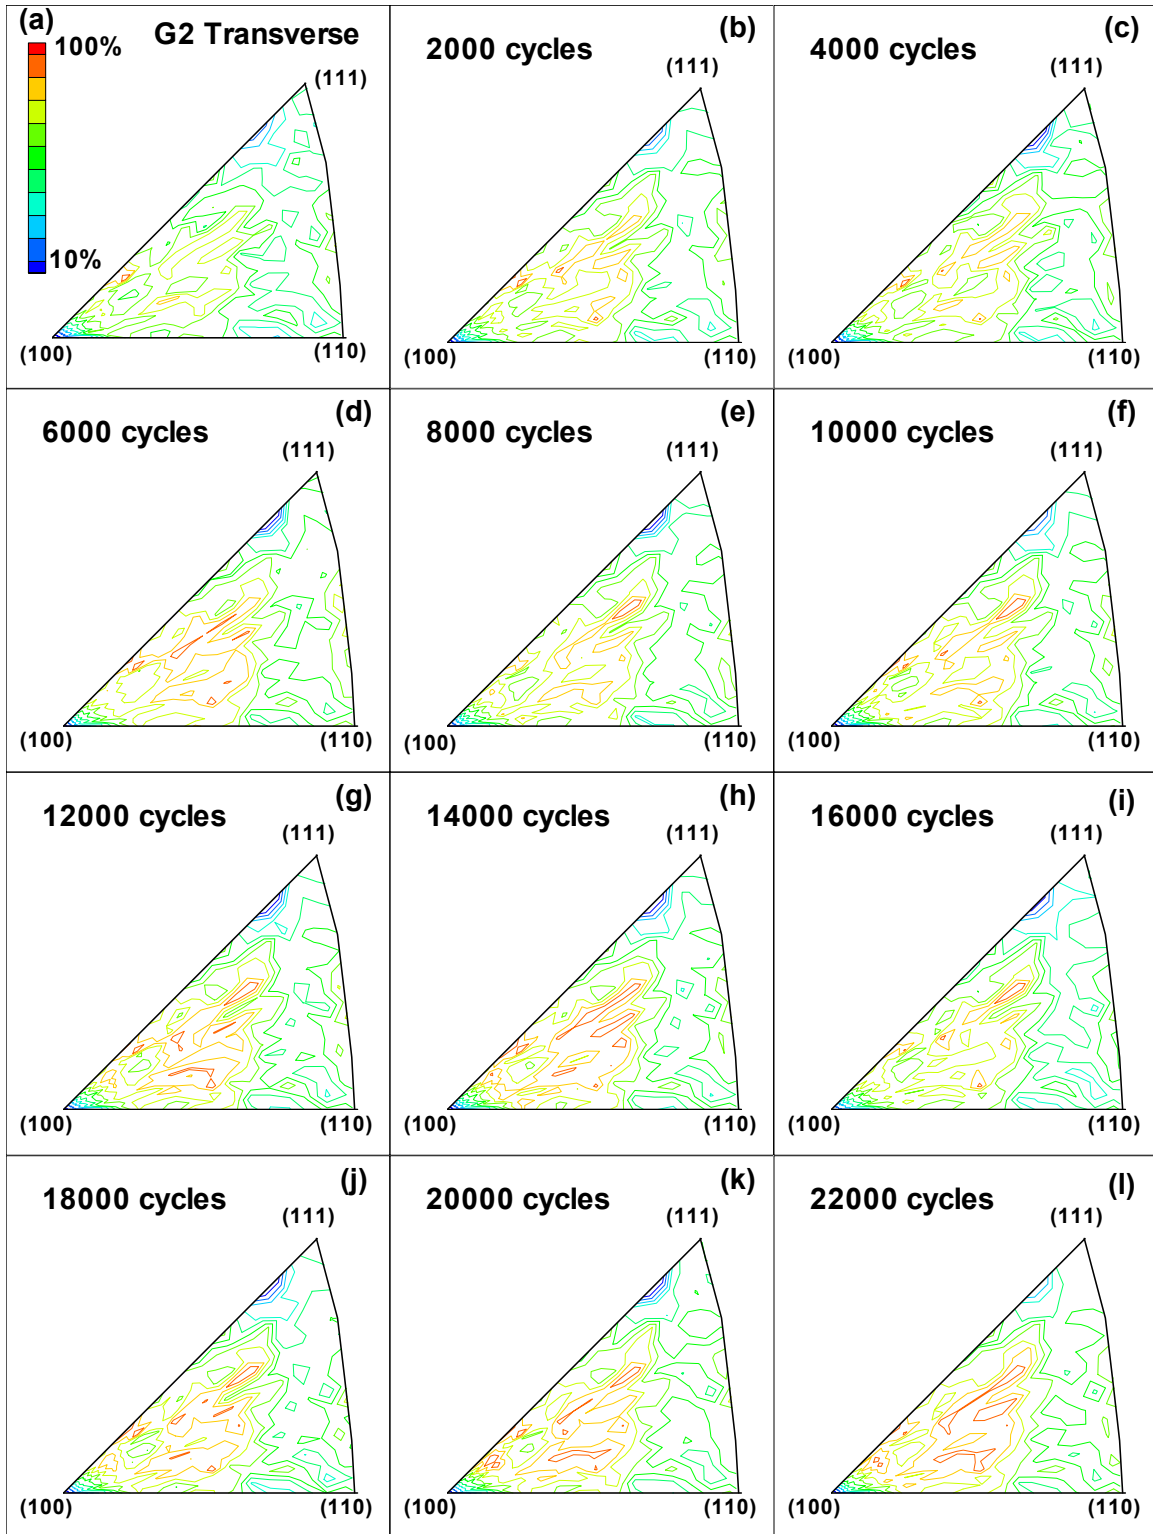 (a)
G2 Transverse
100%
10%
(111)
(100)
(110)
(b)
2000 cycles
(111)
(100)
(110)
(c)
4000 cycles
(111)
(100)
(110)
(d)
6000 cycles
(111)
(100)
(110)
(e)
8000 cycles
(111)
(100)
(110)
(f)
10000 cycles
(111)
(100)
(110)
(g)
12000 cycles
(111)
(100)
(110)
(h)
14000 cycles
(111)
(100)
(110)
(i)
16000 cycles
(111)
(100)
(110)
(j)
18000 cycles
(111)
(100)
(110)
(k)
20000 cycles
(111)
(100)
(110)
(l)
22000 cycles
(111)
(100)
(110)